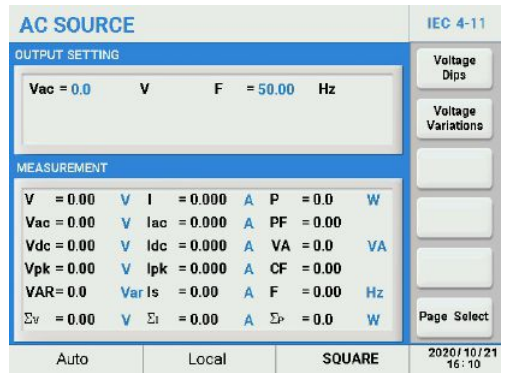 AC SOURCE IEC 4-11
OUTPUT SETTING
Vac = 0.0 V F = 50.00 Hz
Voltage
Dips
Voltage
Variations
MEASUREMENT
V = 0.00 V I = 0.000 A P = 0.0 W
Vac = 0.00 V Iac = 0.000 A PF = 0.00
Vdc = 0.00 V Idc = 0.000 A VA = 0.0 VA
Vpk = 0.00 V Ipk = 0.000 A CF = 0.00
VAR= 0.0 Var Is = 0.00 A F = 0.00 Hz
Σv = 0.00 V ΣI = 0.00 A ΣP = 0.0 W
Page Select
Auto Local SQUARE 2020/10/21
16:10